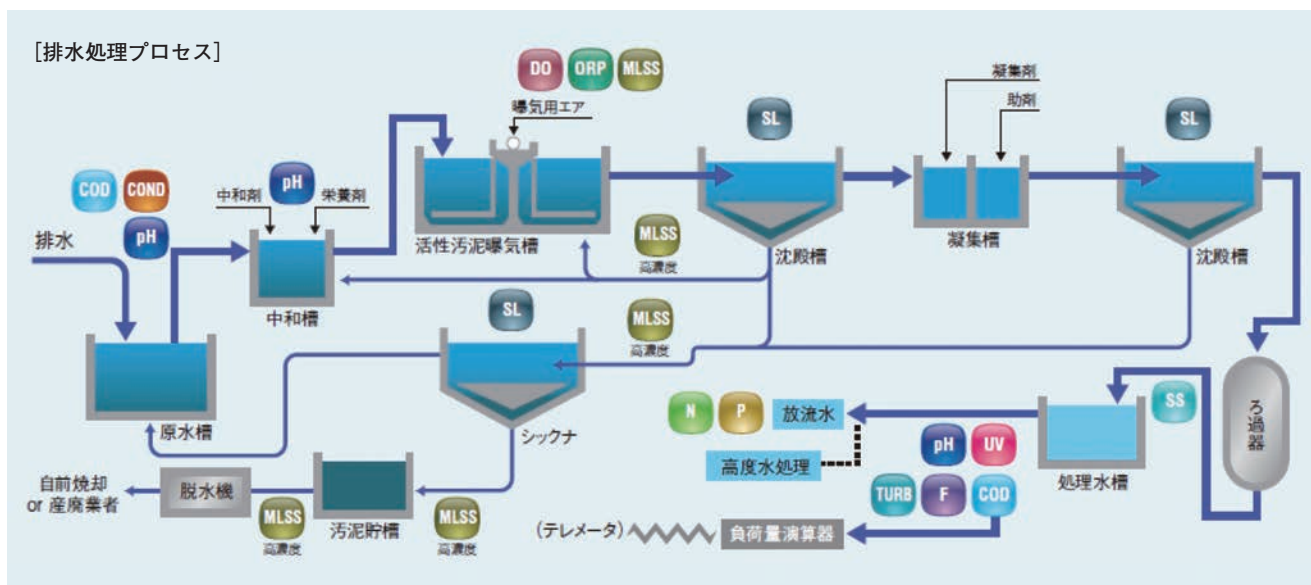 [排水処理プロセス]
DO ORP MLSS
曝気用エア
SL
凝集剤
助剤
SL
COD COND
pH
中和剤
pH
栄養剤
排水
中和槽
活性汚泥曝気槽
MLSS
高濃度
沈殿槽
凝集槽
沈殿槽
SL
MLSS
高濃度
原水槽
シックナ
N P 放流水
高度水処理
pH UV
SS
処理水槽
ろ過器
TURB F COD
自前焼却
or 産廃業者
脱水機
MLSS
高濃度
汚泥貯槽
MLSS
高濃度
(テレメータ)
負荷量演算器